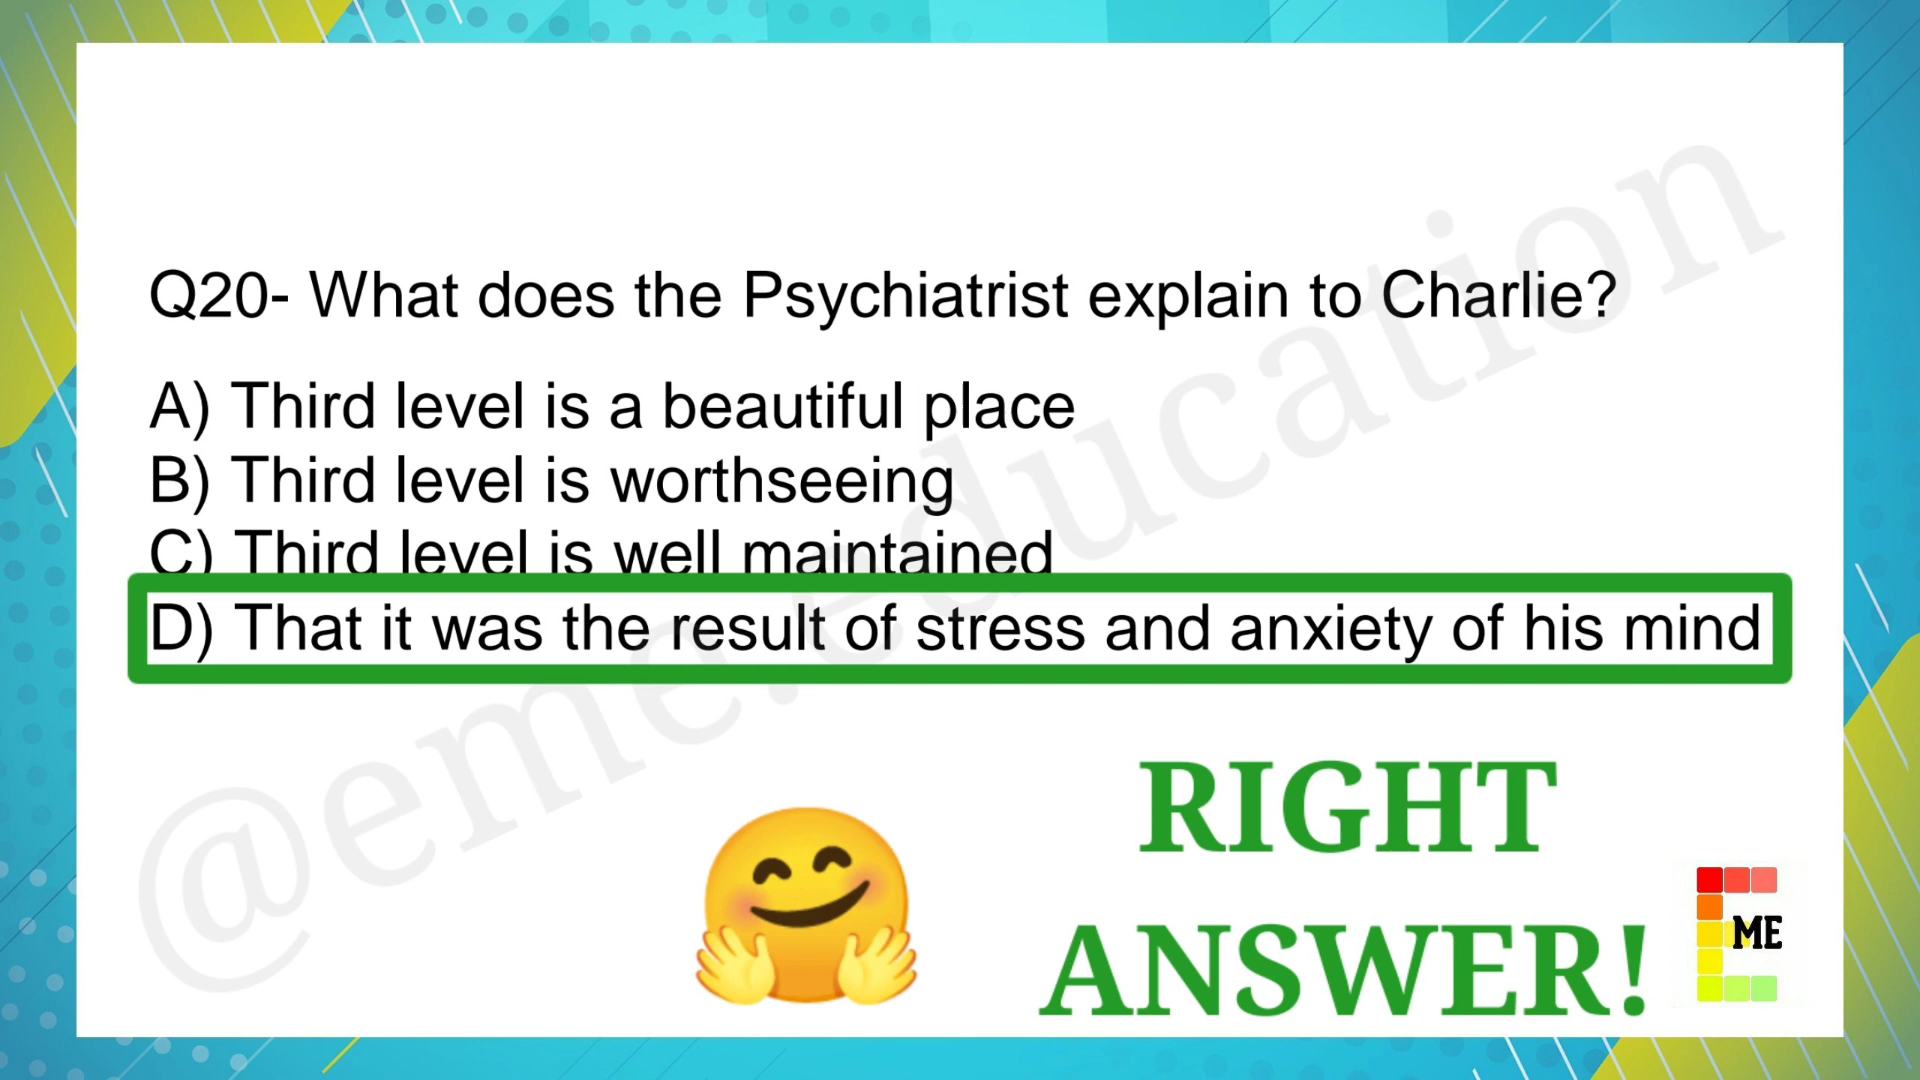 Q20- What does the Psychiatrist explain to Charlie?
A) Third level is a beautiful place
B) Third level is worthseeing
C) Third level is well maintained
D) That it was the result of stress and anxiety of his mind
@eme.education
RIGHT
ANSWER!
ME